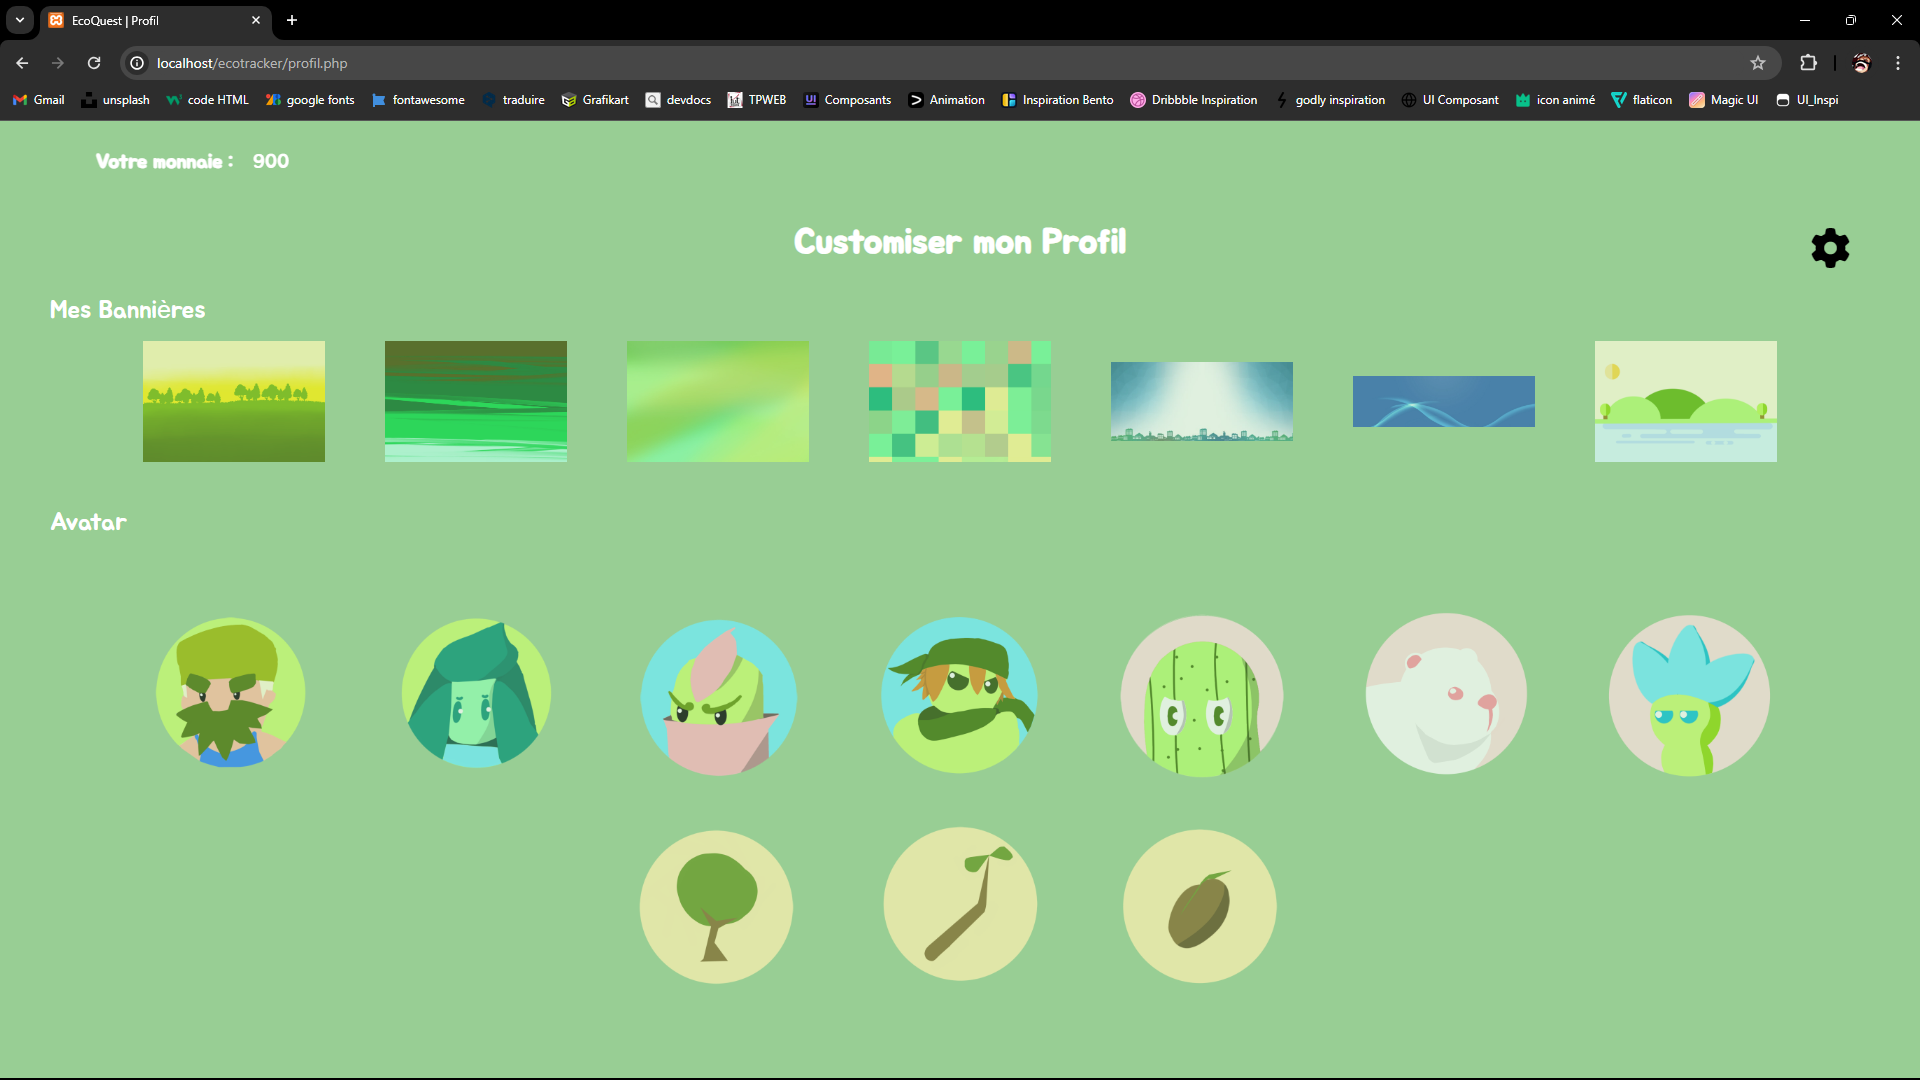 EcoQuest | Profil
localhost/ecotracker/profil.php
Gmail unsplash code HTML google fonts fontawesome traduire Grafikart devdocs TPWEB Composants Animation Inspiration Bento Dribbble Inspiration godly inspiration UI Composant icon animé flaticon Magic UI UI_Inspi
Votre monnaie : 900
Customiser mon Profil
Mes Bannières
Avatar